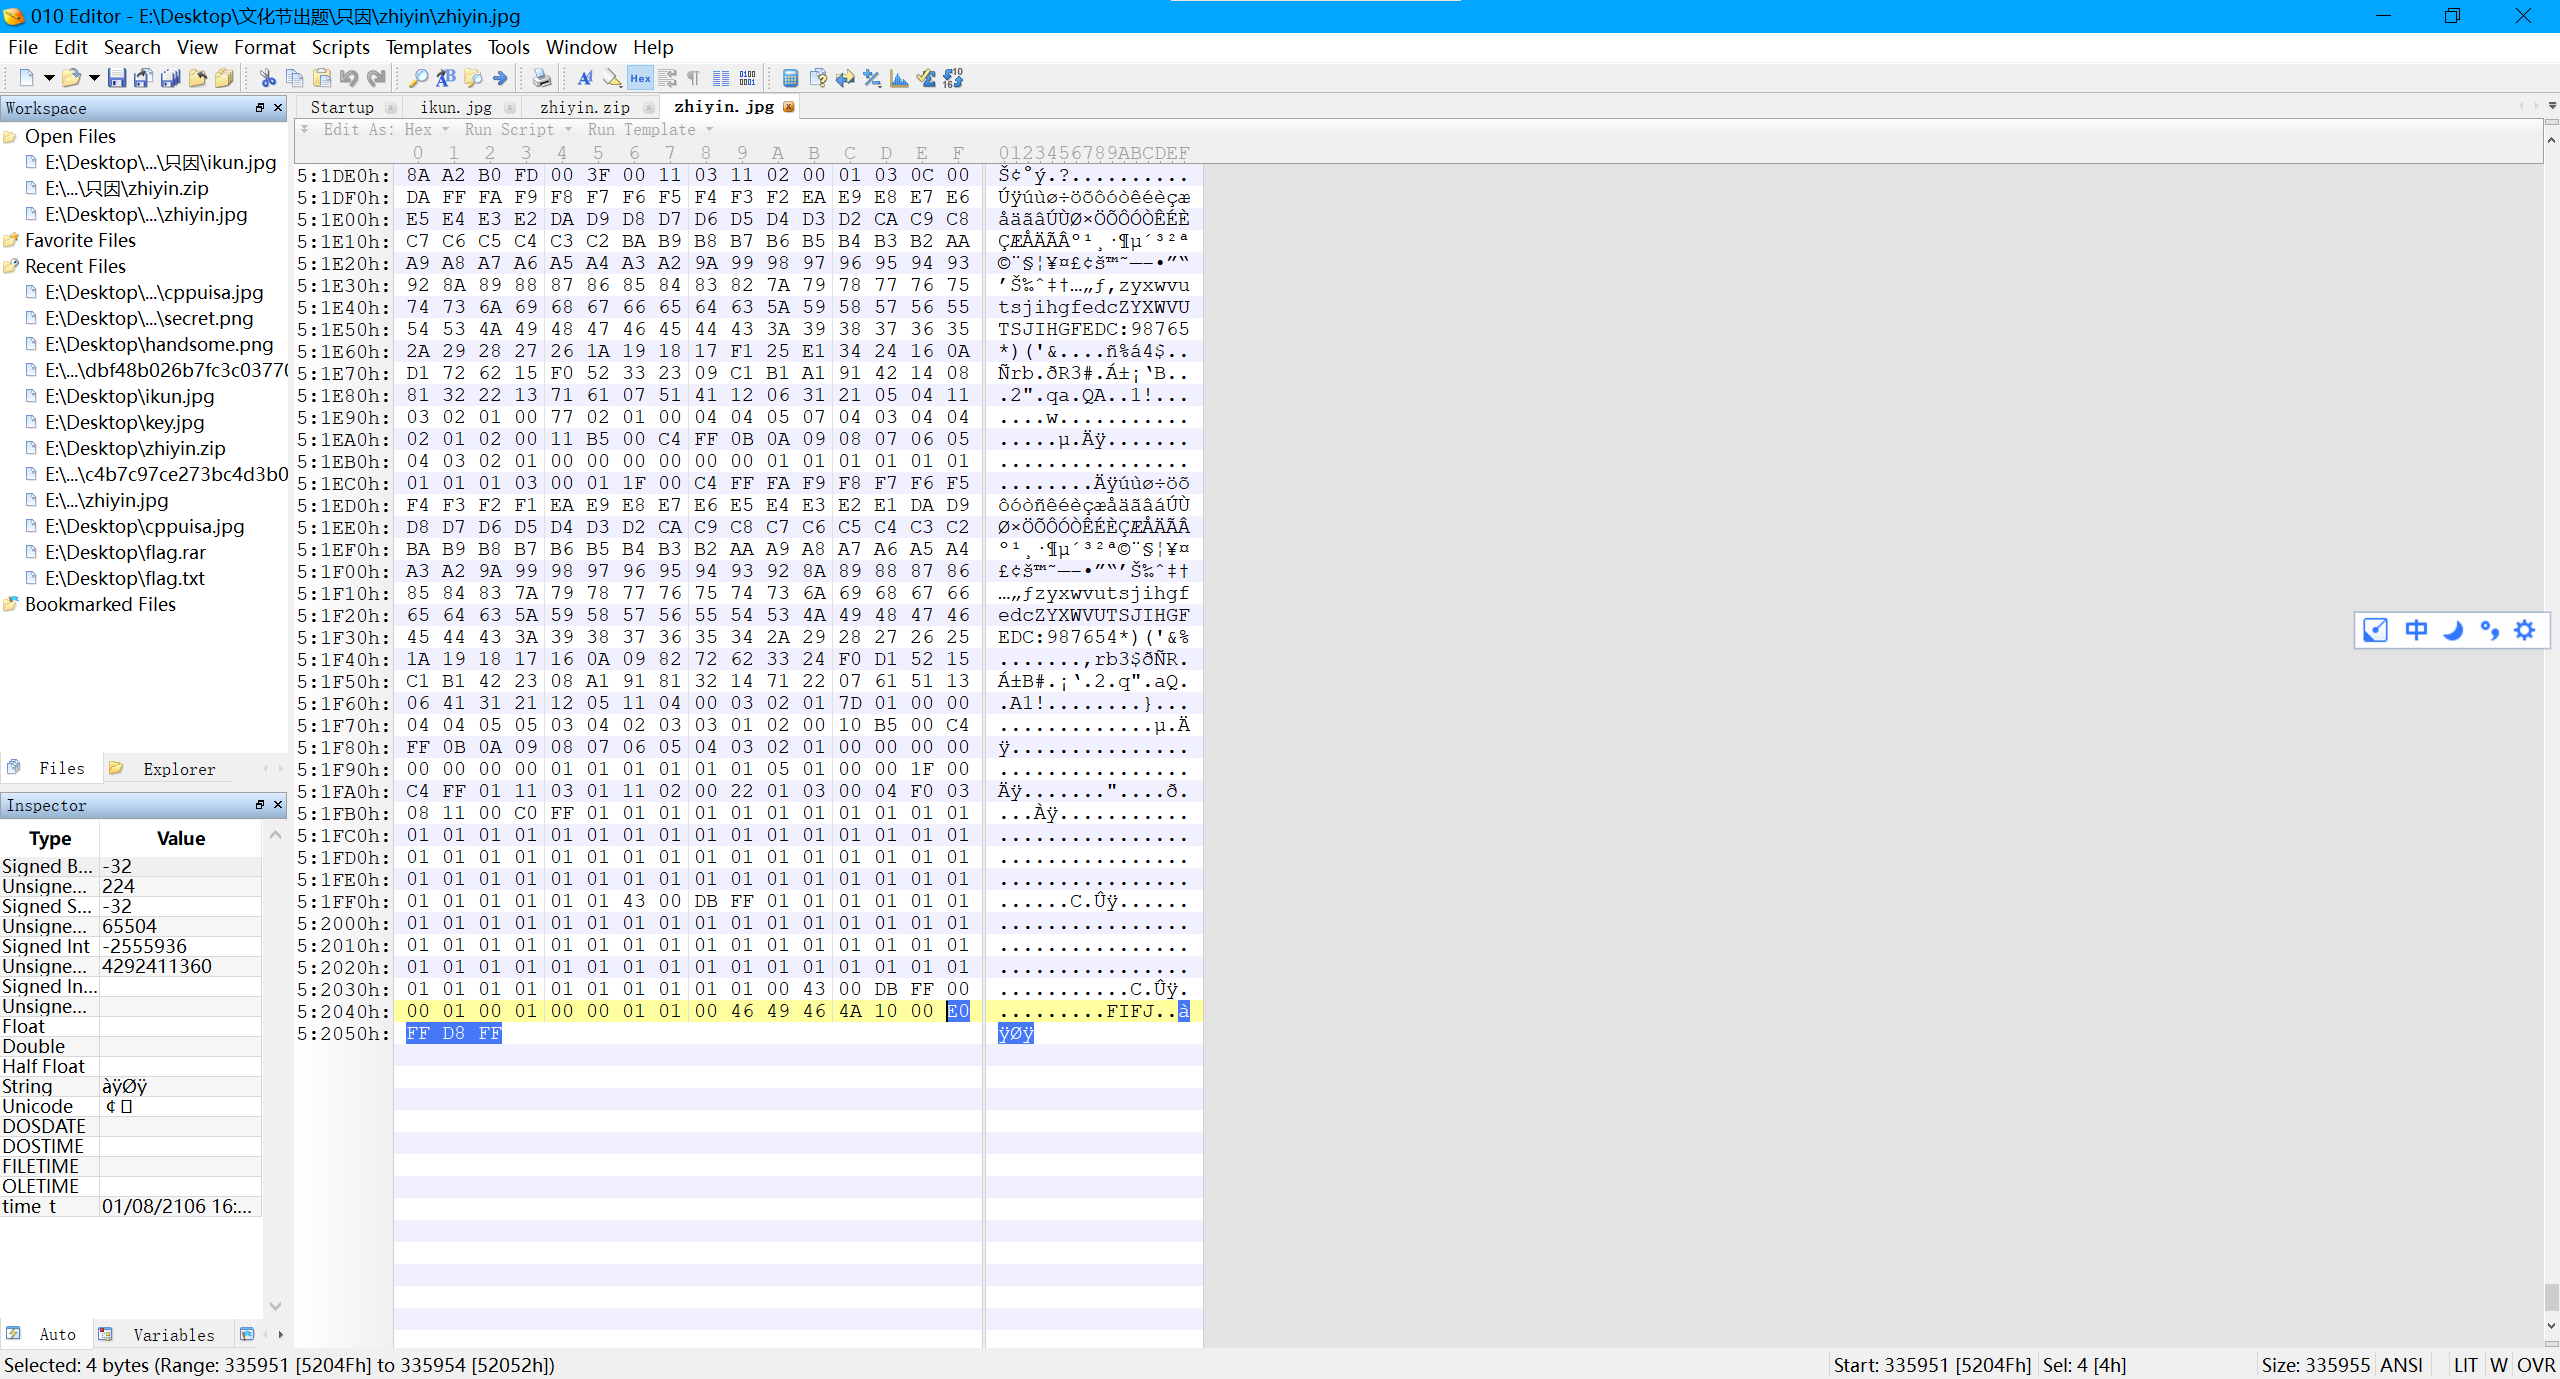 010 Editor - E:\Desktop\文化节出题\只因\zhiyin\zhiyin.jpg
File Edit Search View Format Scripts Templates Tools Window Help
Workspace
Open Files
E:\Desktop\...\只因\ikun.jpg
E:\...\只因\zhiyin.zip
E:\Desktop\...\zhiyin.jpg
Favorite Files
Recent Files
E:\Desktop\...\cppuisa.jpg
E:\Desktop\...\secret.png
E:\Desktop\handsome.png
E:\...\dbf48b026b7fc3c0377(
E:\Desktop\ikun.jpg
E:\Desktop\key.jpg
E:\Desktop\zhiyin.zip
E:\...\c4b7c97ce273bc4d3b0
E:\...\zhiyin.jpg
E:\Desktop\cppuisa.jpg
E:\Desktop\flag.rar
E:\Desktop\flag.txt
Bookmarked Files
Files Explorer
Inspector
Type Value
Signed B... -32
Unsigne... 224
Signed S... -32
Unsigne... 65504
Signed Int -2555936
Unsigne... 4292411360
Signed In...
Unsigne...
Float
Double
Half Float
String àÿØÿ
Unicode
DOSDATE
DOSTIME
FILETIME
OLETIME
time_t 01/08/2106 16:...
Auto Variables
Startup ikun.jpg zhiyin.zip zhiyin.jpg
Edit As: Hex Run Script Run Template
0 1 2 3 4 5 6 7 8 9 A B C D E F 0123456789ABCDEF
5:1DE0h: 8A A2 B0 FD 00 3F 00 11 03 11 02 00 01 03 0C 00 Š¢°ý.?..........
5:1DF0h: DA FF FA F9 F8 F7 F6 F5 F4 F3 F2 EA E9 E8 E7 E6 Úÿúùø÷öõôóòêéèçæ
5:1E00h: E5 E4 E3 E2 DA D9 D8 D7 D6 D5 D4 D3 D2 CA C9 C8 åäãâÚÙØ×ÖÕÔÓÒÊÉÈ
5:1E10h: C7 C6 C5 C4 C3 C2 BA B9 B8 B7 B6 B5 B4 B3 B2 AA ÇÆÅÄÃÂº¹¸·¶µ´³²ª
5:1E20h: A9 A8 A7 A6 A5 A4 A3 A2 9A 99 98 97 96 95 94 93 ©¨§¦¥¤£¢š™˜—–•”“
5:1E30h: 92 8A 89 88 87 86 85 84 83 82 7A 79 78 77 76 75 ’Š‰ˆ‡†…„ƒ‚zyxwvu
5:1E40h: 74 73 6A 69 68 67 66 65 64 63 5A 59 58 57 56 55 tsjihgfedcZYXWVU
5:1E50h: 54 53 4A 49 48 47 46 45 44 43 3A 39 38 37 36 35 TSJIHGFEDC:98765
5:1E60h: 2A 29 28 27 26 1A 19 18 17 F1 25 E1 34 24 16 0A *)('&....ñ%á4$..
5:1E70h: D1 72 62 15 F0 52 33 23 09 C1 B1 A1 91 42 14 08 Ñrb.ðR3#.Á±¡‘B..
5:1E80h: 81 32 22 13 71 61 07 51 41 12 06 31 21 05 04 11 .2".qa.QA..1!...
5:1E90h: 03 02 01 00 77 02 01 00 04 04 05 07 04 03 04 04 ....w...........
5:1EA0h: 02 01 02 00 11 B5 00 C4 FF 0B 0A 09 08 07 06 05 .....µ.Äÿ.......
5:1EB0h: 04 03 02 01 00 00 00 00 00 00 01 01 01 01 01 01 ................
5:1EC0h: 01 01 01 03 00 01 1F 00 C4 FF FA F9 F8 F7 F6 F5 ........Äÿúùø÷öõ
5:1ED0h: F4 F3 F2 F1 EA E9 E8 E7 E6 E5 E4 E3 E2 E1 DA D9 ôóòñêéèçæåäãâáÚÙ
5:1EE0h: D8 D7 D6 D5 D4 D3 D2 CA C9 C8 C7 C6 C5 C4 C3 C2 Ø×ÖÕÔÓÒÊÉÈÇÆÅÄÃÂ
5:1EF0h: BA B9 B8 B7 B6 B5 B4 B3 B2 AA A9 A8 A7 A6 A5 A4 º¹¸·¶µ´³²ª©¨§¦¥¤
5:1F00h: A3 A2 9A 99 98 97 96 95 94 93 92 8A 89 88 87 86 £¢š™˜—–•”“’Š‰ˆ‡†
5:1F10h: 85 84 83 7A 79 78 77 76 75 74 73 6A 69 68 67 66 …„ƒzyxwvutsjihgf
5:1F20h: 65 64 63 5A 59 58 57 56 55 54 53 4A 49 48 47 46 edcZYXWVUTSJIHGF
5:1F30h: 45 44 43 3A 39 38 37 36 35 34 2A 29 28 27 26 25 EDC:987654*)('&%
5:1F40h: 1A 19 18 17 16 0A 09 82 72 62 33 24 F0 D1 52 15 .......‚rb3$ðÑR.
5:1F50h: C1 B1 42 23 08 A1 91 81 32 14 71 22 07 61 51 13 Á±B#.¡‘.2.q".aQ.
5:1F60h: 06 41 31 21 12 05 11 04 00 03 02 01 7D 01 00 00 .A1!........}...
5:1F70h: 04 04 05 05 03 04 02 03 03 01 02 00 10 B5 00 C4 .............µ.Ä
5:1F80h: FF 0B 0A 09 08 07 06 05 04 03 02 01 00 00 00 00 ÿ...............
5:1F90h: 00 00 00 00 01 01 01 01 01 01 05 01 00 00 1F 00 ................
5:1FA0h: C4 FF 01 11 03 01 11 02 00 22 01 03 00 04 F0 03 Äÿ......."....ð.
5:1FB0h: 08 11 00 C0 FF 01 01 01 01 01 01 01 01 01 01 01 ...Àÿ...........
5:1FC0h: 01 01 01 01 01 01 01 01 01 01 01 01 01 01 01 01 ................
5:1FD0h: 01 01 01 01 01 01 01 01 01 01 01 01 01 01 01 01 ................
5:1FE0h: 01 01 01 01 01 01 01 01 01 01 01 01 01 01 01 01 ................
5:1FF0h: 01 01 01 01 01 01 43 00 DB FF 01 01 01 01 01 01 ......C.Ûÿ......
5:2000h: 01 01 01 01 01 01 01 01 01 01 01 01 01 01 01 01 ................
5:2010h: 01 01 01 01 01 01 01 01 01 01 01 01 01 01 01 01 ................
5:2020h: 01 01 01 01 01 01 01 01 01 01 01 01 01 01 01 01 ................
5:2030h: 01 01 01 01 01 01 01 01 01 01 00 43 00 DB FF 00 ...........C.Ûÿ.
5:2040h: 00 01 00 01 00 00 01 01 00 46 49 46 4A 10 00 E0 .........FIFJ..à
5:2050h: FF D8 FF ÿØÿ
中
Selected: 4 bytes (Range: 335951 [5204Fh] to 335954 [52052h]) Start: 335951 [5204Fh] Sel: 4 [4h] Size: 335955 ANSI LIT W OVR